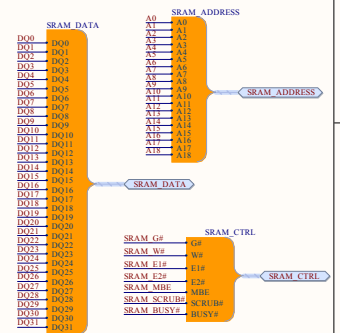 SRAM_DATA
DQ0 DQ0
DQ1 DQ1
DQ2 DQ2
DQ3 DQ3
DQ4 DQ4
DQ5 DQ5
DQ6 DQ6
DQ7 DQ7
DQ8 DQ8
DQ9 DQ9
DQ10 DQ10
DQ11 DQ11
DQ12 DQ12
DQ13 DQ13
DQ14 DQ14
DQ15 DQ15
DQ16 DQ16
DQ17 DQ17
DQ18 DQ18
DQ19 DQ19
DQ20 DQ20
DQ21 DQ21
DQ22 DQ22
DQ23 DQ23
DQ24 DQ24
DQ25 DQ25
DQ26 DQ26
DQ27 DQ27
DQ28 DQ28
DQ29 DQ29
DQ30 DQ30
DQ31 DQ31
SRAM_DATA
SRAM_ADDRESS
A0 A0
A1 A1
A2 A2
A3 A3
A4 A4
A5 A5
A6 A6
A7 A7
A8 A8
A9 A9
A10 A10
A11 A11
A12 A12
A13 A13
A14 A14
A15 A15
A16 A16
A17 A17
A18 A18
SRAM_ADDRESS
SRAM_CTRL
SRAM_G# G#
SRAM_W# W#
SRAM_E1# E1#
SRAM_E2# E2#
SRAM_MBE MBE
SRAM_SCRUB# SCRUB#
SRAM_BUSY# BUSY#
SRAM_CTRL